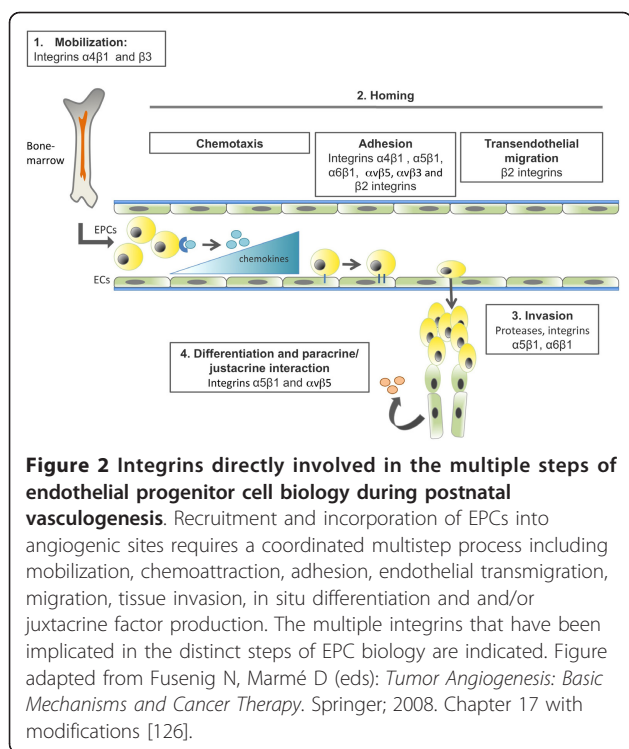 1. Mobilization:
Integrins α4β1 and β3
2. Homing
Bone-
marrow
Chemotaxis
Adhesion
Integrins α4β1 , α5β1,
α6β1, αvβ5, αvβ3 and
β2 integrins
Transendothelial
migration
β2 integrins
EPCs
chemokines
ECs
3. Invasion
Proteases, integrins
α5β1, α6β1
4. Differentiation and paracrine/
justacrine interaction
Integrins α5β1 and αvβ5
Figure 2 Integrins directly involved in the multiple steps of
endothelial progenitor cell biology during postnatal
vasculogenesis. Recruitment and incorporation of EPCs into
angiogenic sites requires a coordinated multistep process including
mobilization, chemoattraction, adhesion, endothelial transmigration,
migration, tissue invasion, in situ differentiation and and/or
juxtacrine factor production. The multiple integrins that have been
implicated in the distinct steps of EPC biology are indicated. Figure
adapted from Fusenig N, Marmé D (eds): Tumor Angiogenesis: Basic
Mechanisms and Cancer Therapy. Springer; 2008. Chapter 17 with
modifications [126].